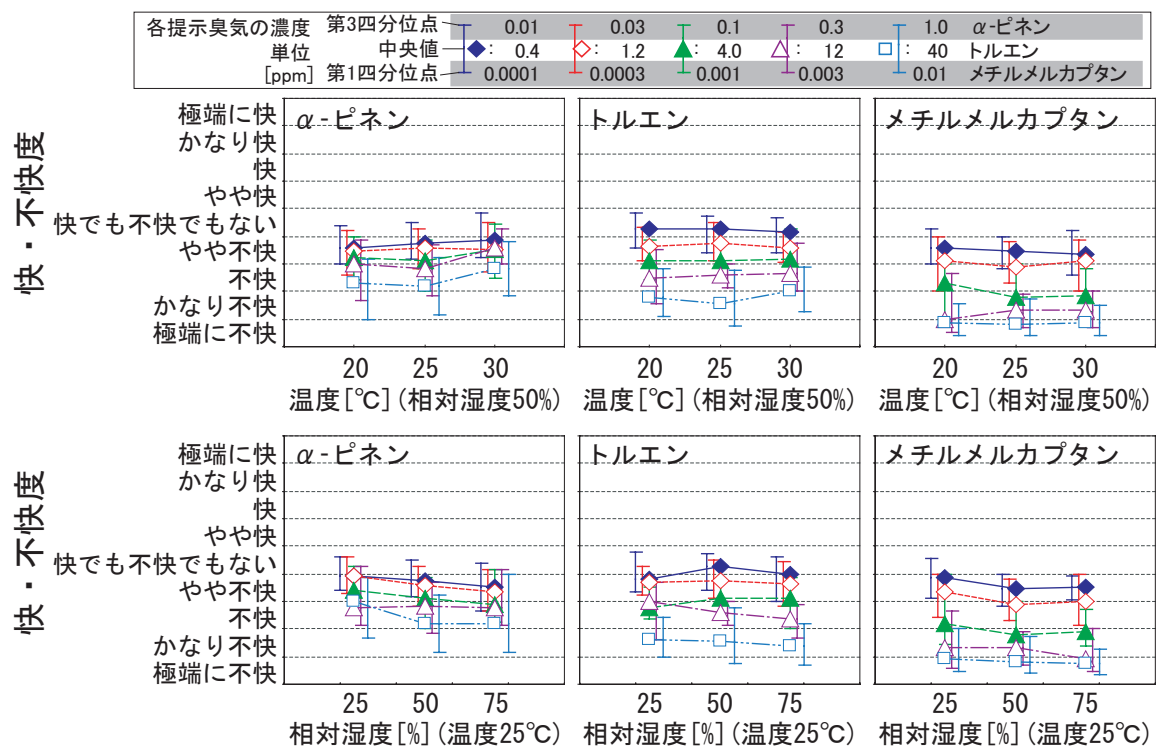 各提示臭気の濃度 第3四分位点 0.01 0.03 0.1 0.3 1.0 α-ピネン
単位 中央値 : 0.4 : 1.2 : 4.0 : 12 : 40 トルエン
[ppm] 第1四分位点 0.0001 0.0003 0.001 0.003 0.01 メチルメルカプタン
快・不快度
極端に快
かなり快
快
やや快
快でも不快でもない
やや不快
不快
かなり不快
極端に不快
α-ピネン
トルエン
メチルメルカプタン
20 25 30
20 25 30
20 25 30
温度[℃](相対湿度50%)
温度[℃](相対湿度50%)
温度[℃](相対湿度50%)
快・不快度
極端に快
かなり快
快
やや快
快でも不快でもない
やや不快
不快
かなり不快
極端に不快
α-ピネン
トルエン
メチルメルカプタン
25 50 75
25 50 75
25 50 75
相対湿度[%](温度25℃)
相対湿度[%](温度25℃)
相対湿度[%](温度25℃)